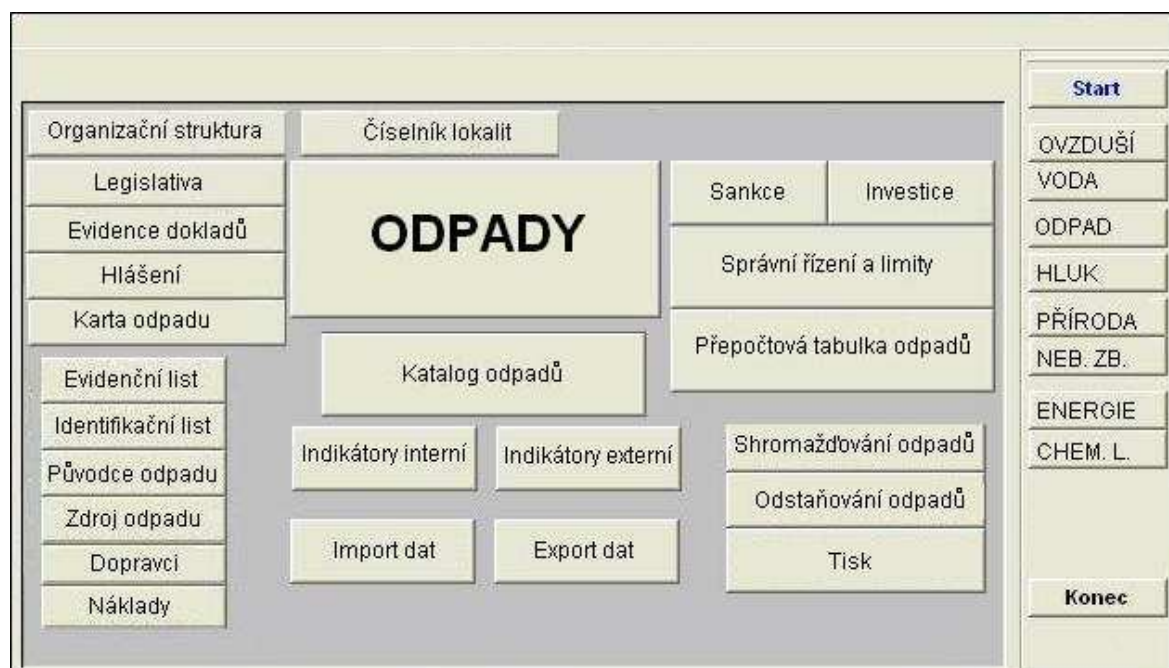 Organizační struktura
Číselník lokalit
Legislativa
Evidence dokladů
Hlášení
Karta odpadu
ODPADY
Sankce
Investice
Správní řízení a limity
Přepočtová tabulka odpadů
Katalog odpadů
Evidenční list
Identifikační list
Původce odpadu
Zdroj odpadu
Dopravci
Náklady
Indikátory interní
Indikátory externí
Import dat
Export dat
Shromažďování odpadů
Odstaňování odpadů
Tisk
Start
OVZDUŠÍ
VODA
ODPAD
HLUK
PŘÍRODA
NEB. ZB.
ENERGIE
CHEM. L.
Konec